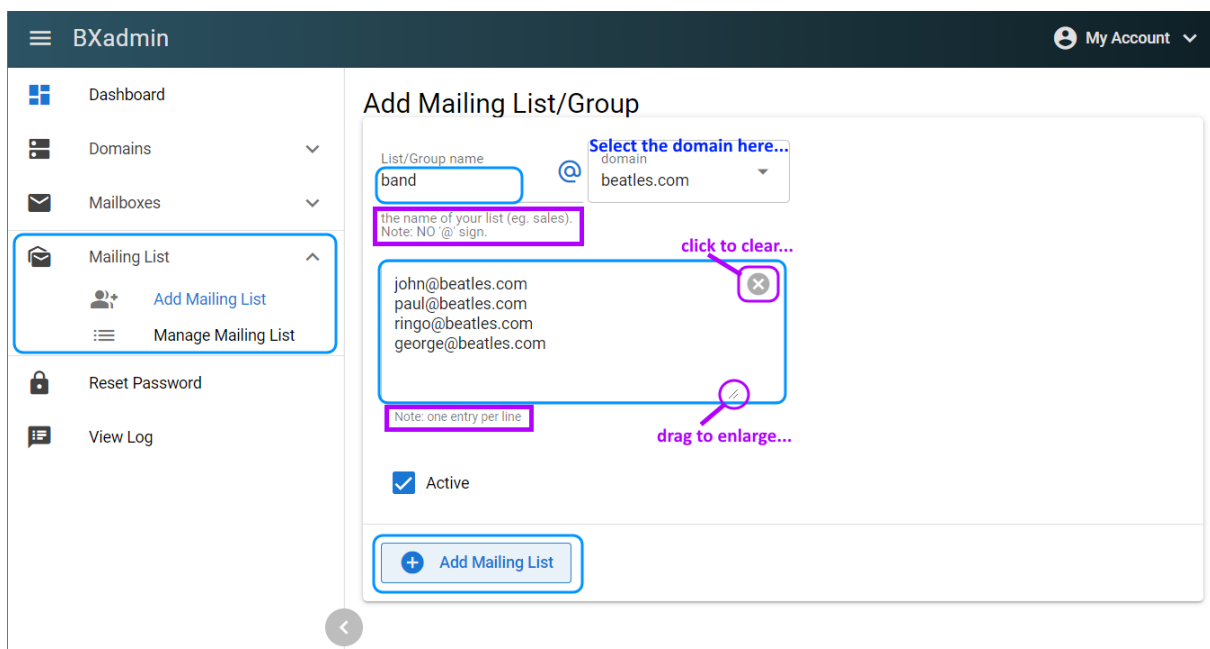 BXadmin
My Account
Dashboard
Domains
Mailboxes
Mailing List
Add Mailing List
Manage Mailing List
Reset Password
View Log
Add Mailing List/Group
Select the domain here...
List/Group name
band
@
domain
beatles.com
the name of your list (eg. sales).
Note: NO '@' sign.
click to clear...
john@beatles.com
paul@beatles.com
ringo@beatles.com
george@beatles.com
Note: one entry per line
drag to enlarge...
Active
Add Mailing List